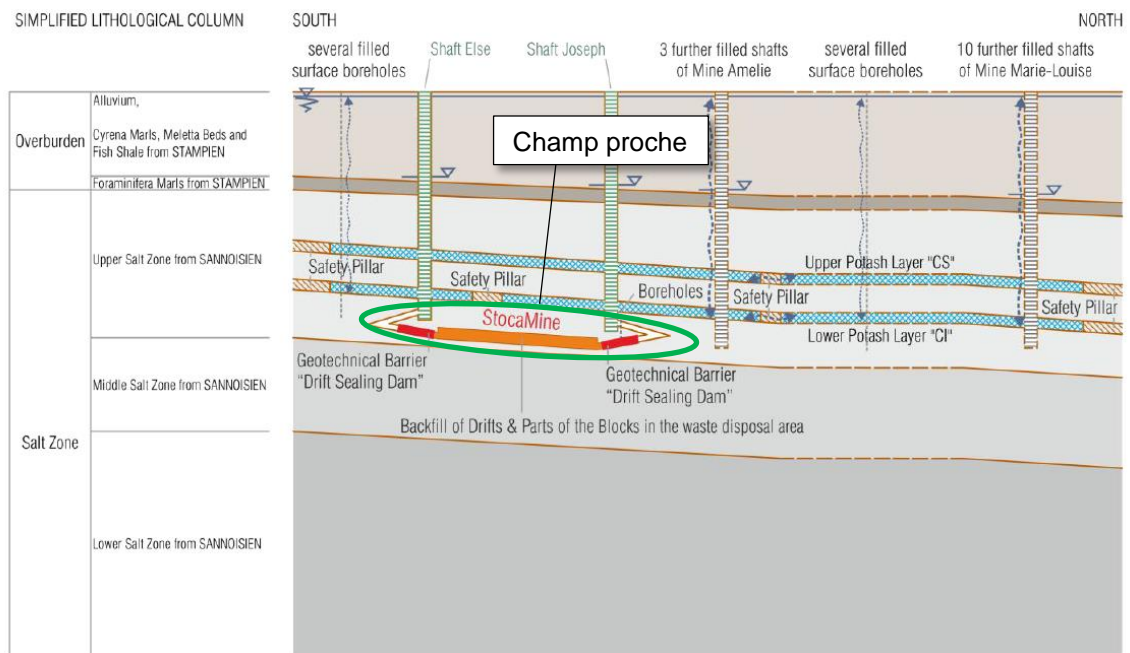 SIMPLIFIED LITHOLOGICAL COLUMN
SOUTH
NORTH
several filled
surface boreholes
Shaft Else
Shaft Joseph
3 further filled shafts
of Mine Amelie
several filled
surface boreholes
10 further filled shafts
of Mine Marie-Louise
Overburden
Alluvium,
Cyrena Marls, Meletta Beds and
Fish Shale from STAMPIEN
Foraminifera Marls from STAMPIEN
Champ proche
Salt Zone
Upper Salt Zone from SANNOISIEN
Safety Pillar
Safety Pillar
Boreholes
Safety Pillar
Upper Potash Layer "CS"
Safety Pillar
StocaMine
Lower Potash Layer "CI"
Geotechnical Barrier
"Drift Sealing Dam"
Geotechnical Barrier
"Drift Sealing Dam"
Middle Salt Zone from SANNOISIEN
Backfill of Drifts & Parts of the Blocks in the waste disposal area
Lower Salt Zone from SANNOISIEN